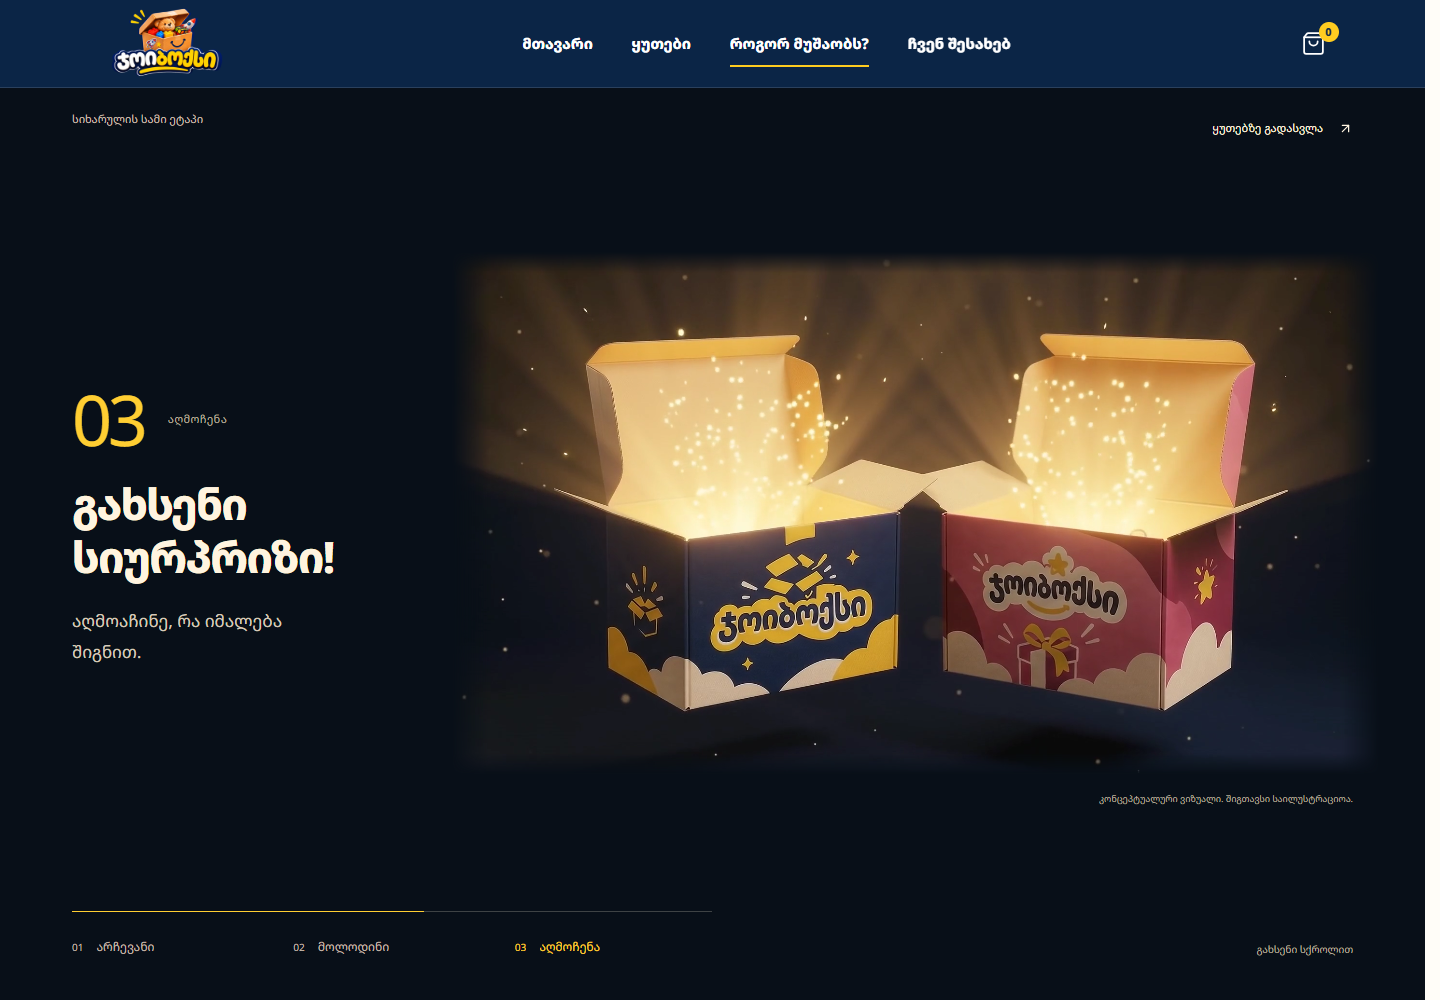 ჯოიბოქსი
მთავარი
ყუთები
როგორ მუშაობს?
ჩვენ შესახებ
0
სიხარულის სამი ეტაპი
ყუთებზე გადასვლა
03
აღმოჩენა
გახსენი
სიურპრიზი!
აღმოაჩინე, რა იმალება
შიგნით.
ჯოიბოქსი
ჯოიბოქსი
კონცეპტუალური ვიზუალი. შიგთავსი საილუსტრაციოა.
01 არჩევანი
02 მოლოდინი
03 აღმოჩენა
გახსენი სქროლით